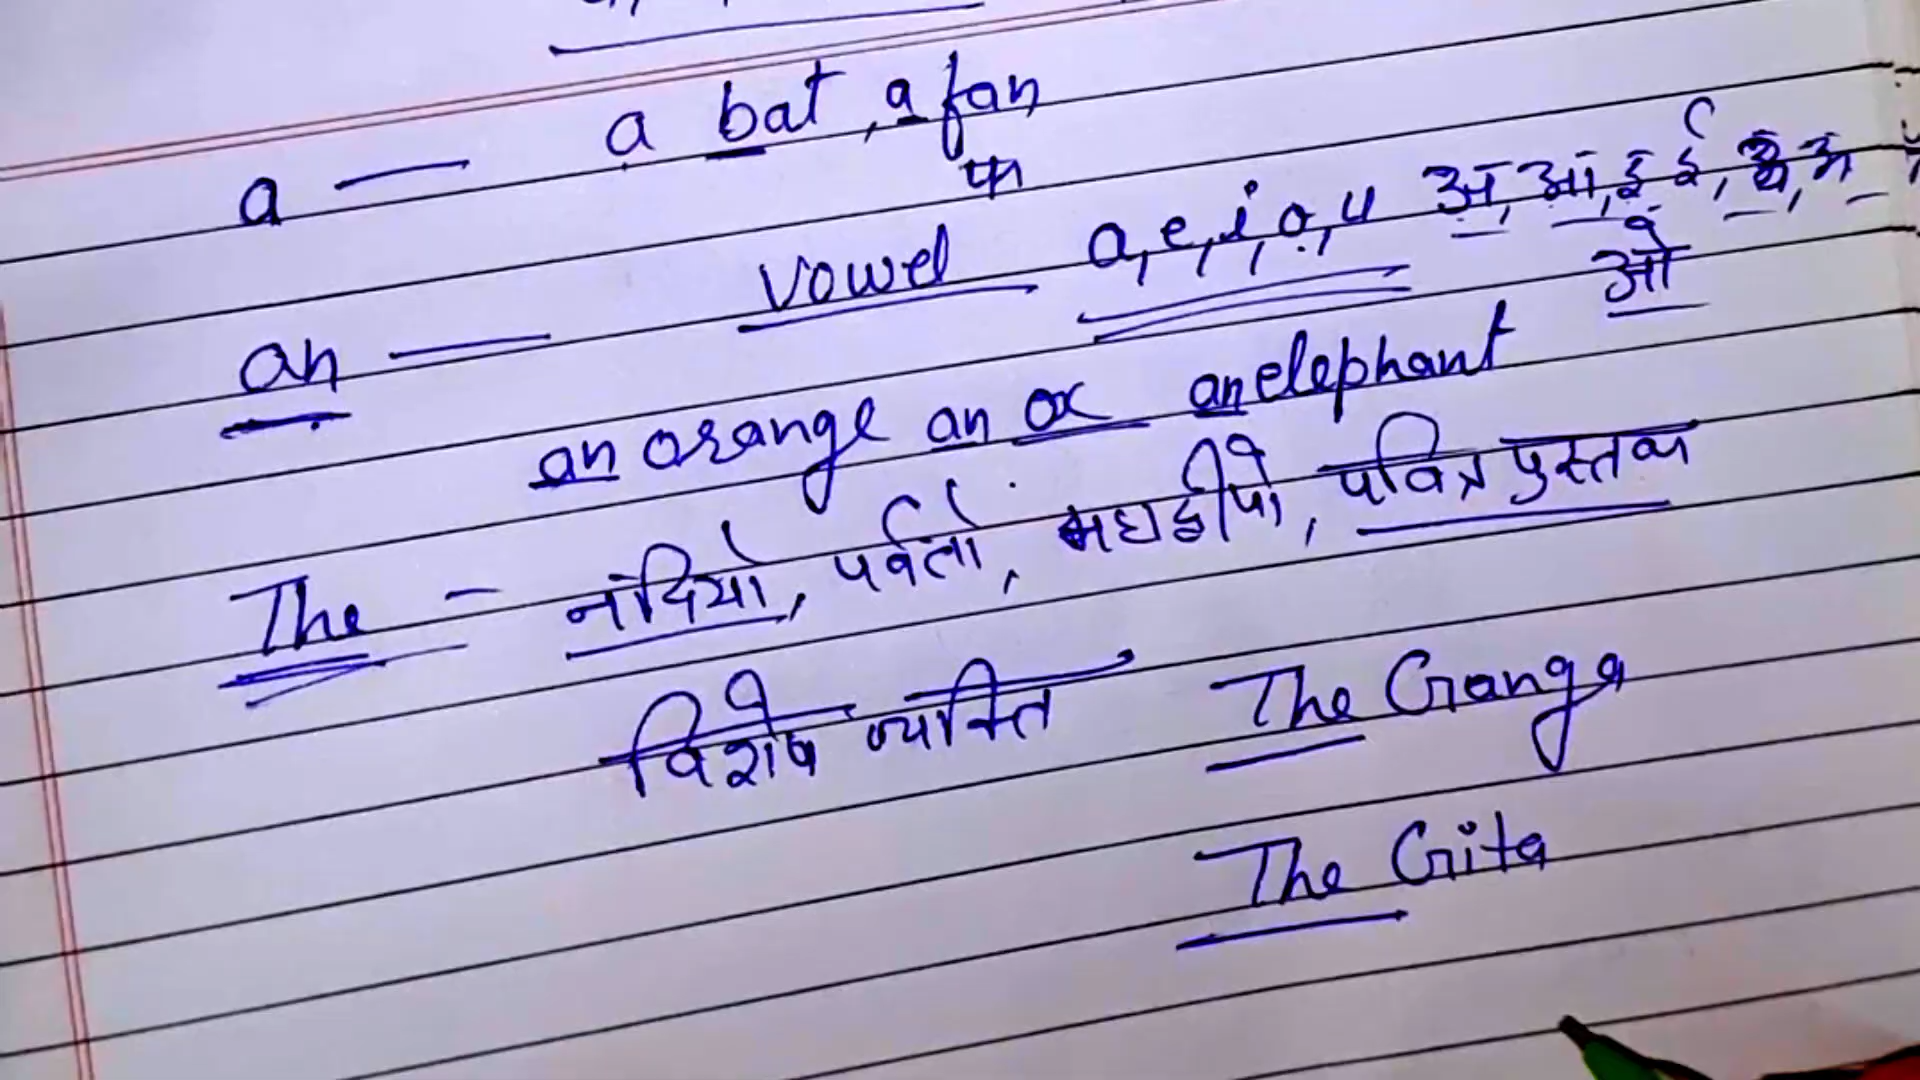 a — a bat, a fan
फ
an — vowel a, e, i, o, u अ, आ, इ ई,
ओ
an orange an ox an elephant
The - नदियो, पर्वतो, महाद्वीपो, पवित्र पुस्तक
विशेष व्यक्ति The Ganga
The Gita